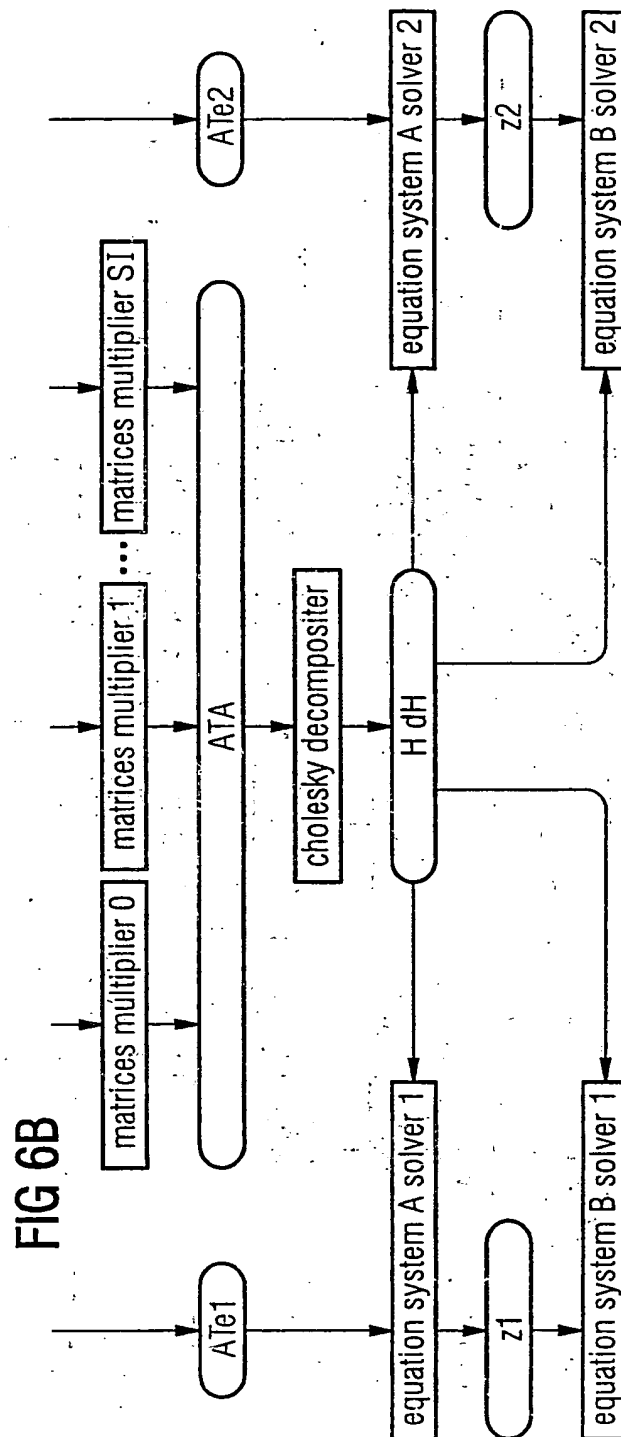 FIG 6B
matrices multiplier 0
matrices multiplier 1
...
matrices multiplier SI
ATe1
ATA
ATe2
cholesky decompositer
equation system A solver 1
H dH
equation system A solver 2
z1
z2
equation system B solver 1
equation system B solver 2